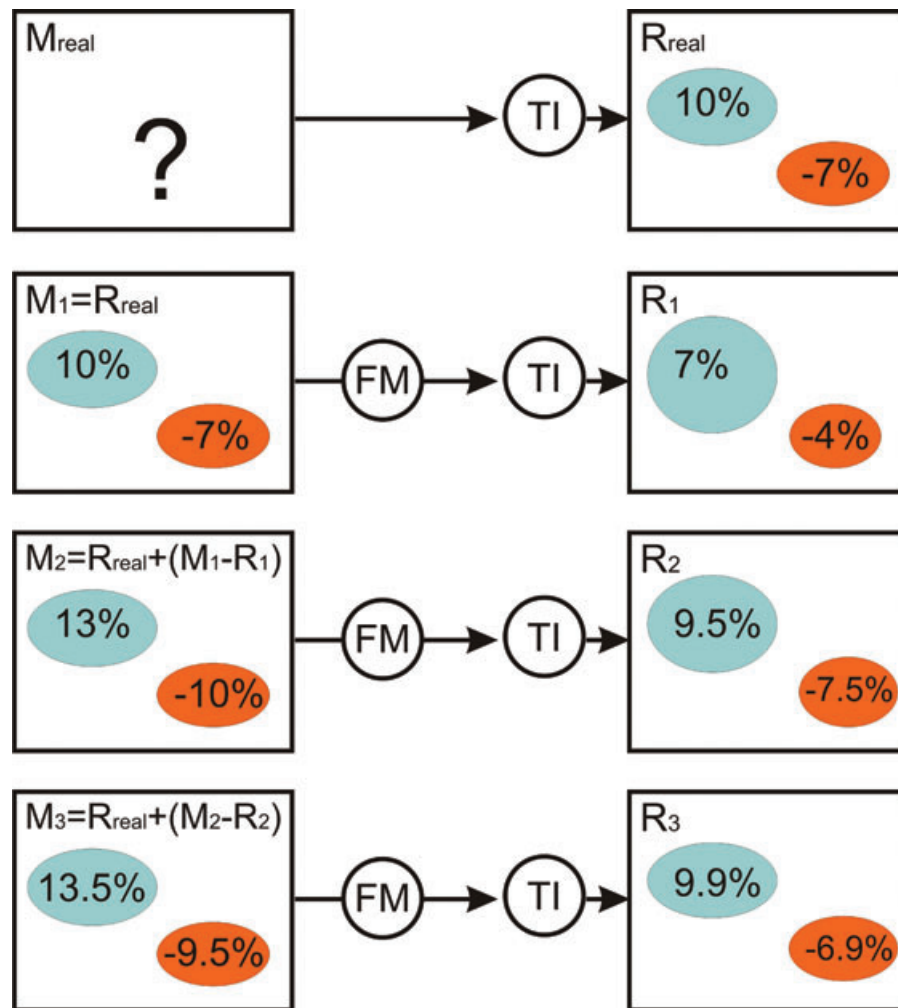 Mreal
?
TI
Rreal
10%
-7%
M1=Rreal
10%
-7%
FM
TI
R1
7%
-4%
M2=Rreal+(M1-R1)
13%
-10%
FM
TI
R2
9.5%
-7.5%
M3=Rreal+(M2-R2)
13.5%
-9.5%
FM
TI
R3
9.9%
-6.9%